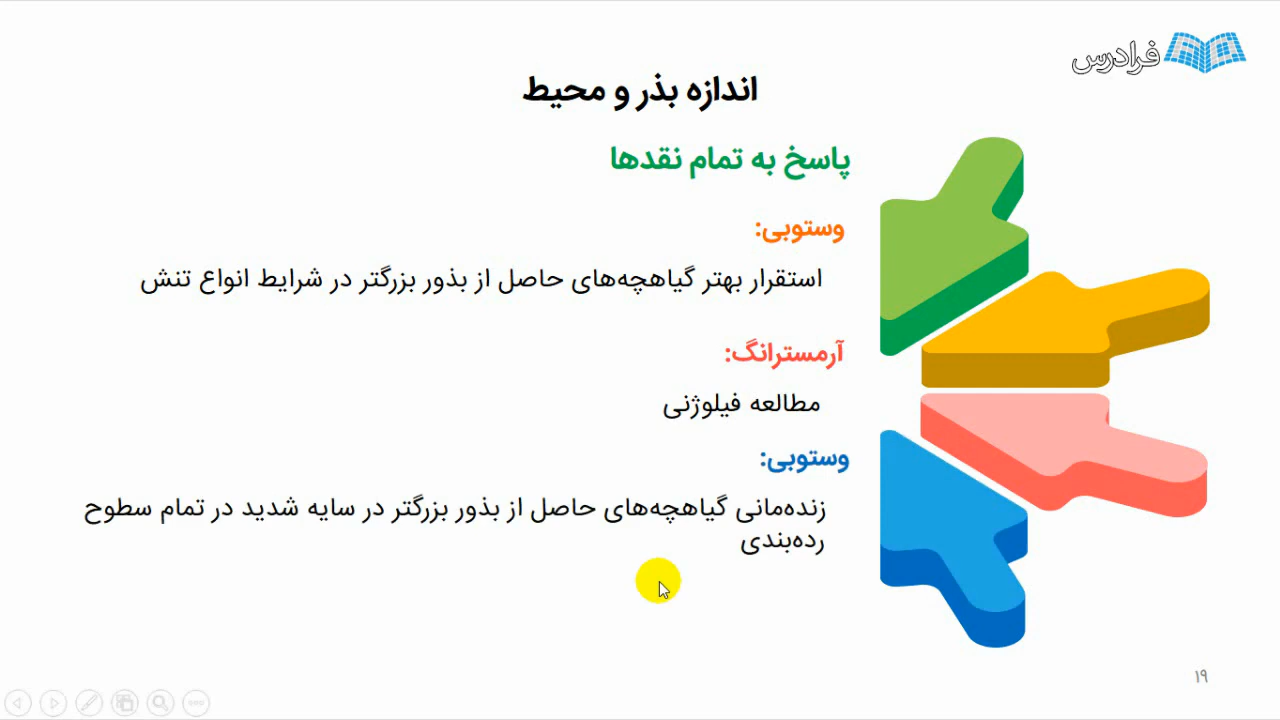 فرادرس
اندازه بذر و محیط
پاسخ به تمام نقدها
وستوبی:
استقرار بهتر گیاهچه‌های حاصل از بذور بزرگتر در شرایط انواع تنش
آرمسترانگ:
مطالعه فیلوژنی
وستوبی:
زنده‌مانی گیاهچه‌های حاصل از بذور بزرگتر در سایه شدید در تمام سطوح
رده‌بندی
۱۹